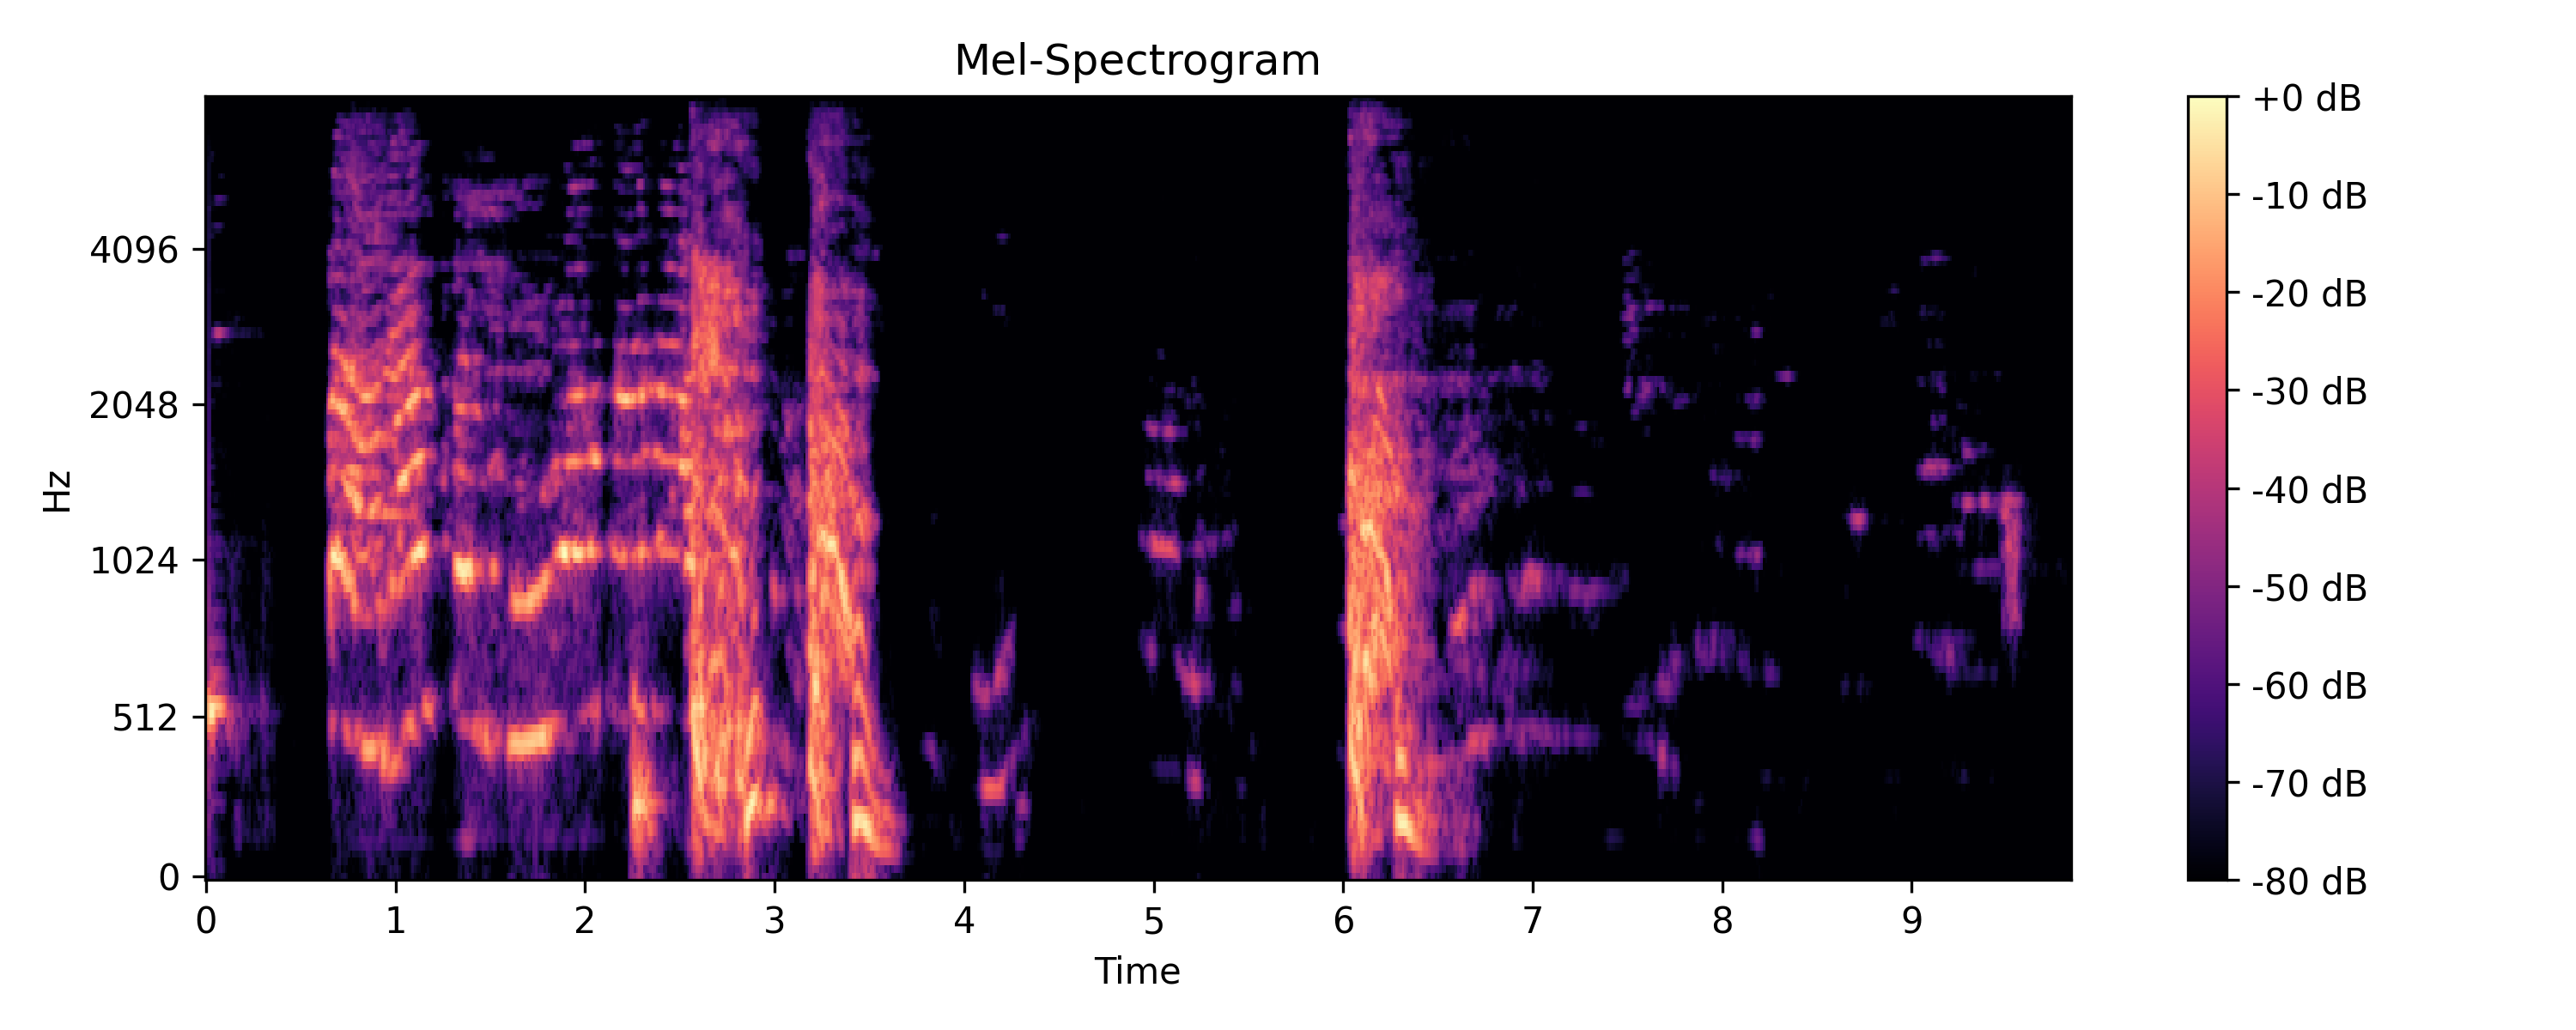 Mel-Spectrogram
Hz
4096
2048
1024
512
0
0 1 2 3 4 5 6 7 8 9
Time
+0 dB
-10 dB
-20 dB
-30 dB
-40 dB
-50 dB
-60 dB
-70 dB
-80 dB